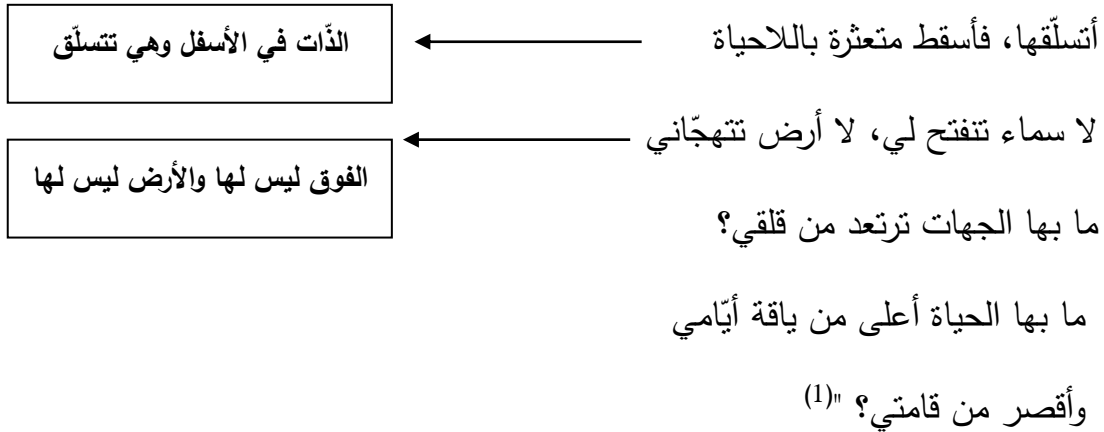 أتسلّقها، فأسقط متعثرة باللاحياة
الذّات في الأسفل وهي تتسلّق
لا سماء تنفتح لي، لا أرض تتهجّاني
الفوق ليس لها والأرض ليس لها
ما بها الجهات ترتعد من قلقي؟
ما بها الحياة أعلى من ياقة أيّامي
وأقصر من قامتي؟ "(1)